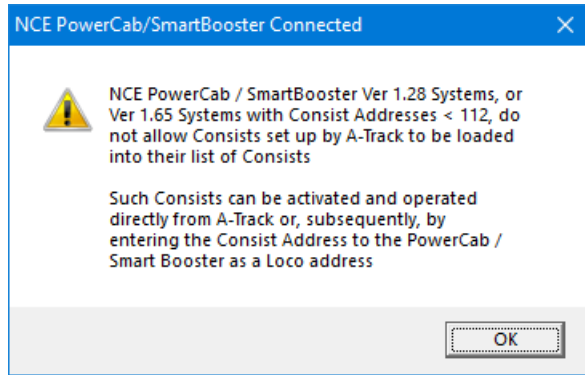 NCE PowerCab/SmartBooster Connected
NCE PowerCab / SmartBooster Ver 1.28 Systems, or
Ver 1.65 Systems with Consist Addresses < 112, do
not allow Consists set up by A-Track to be loaded
into their list of Consists
Such Consists can be activated and operated
directly from A-Track or, subsequently, by
entering the Consist Address to the PowerCab /
Smart Booster as a Loco address
OK